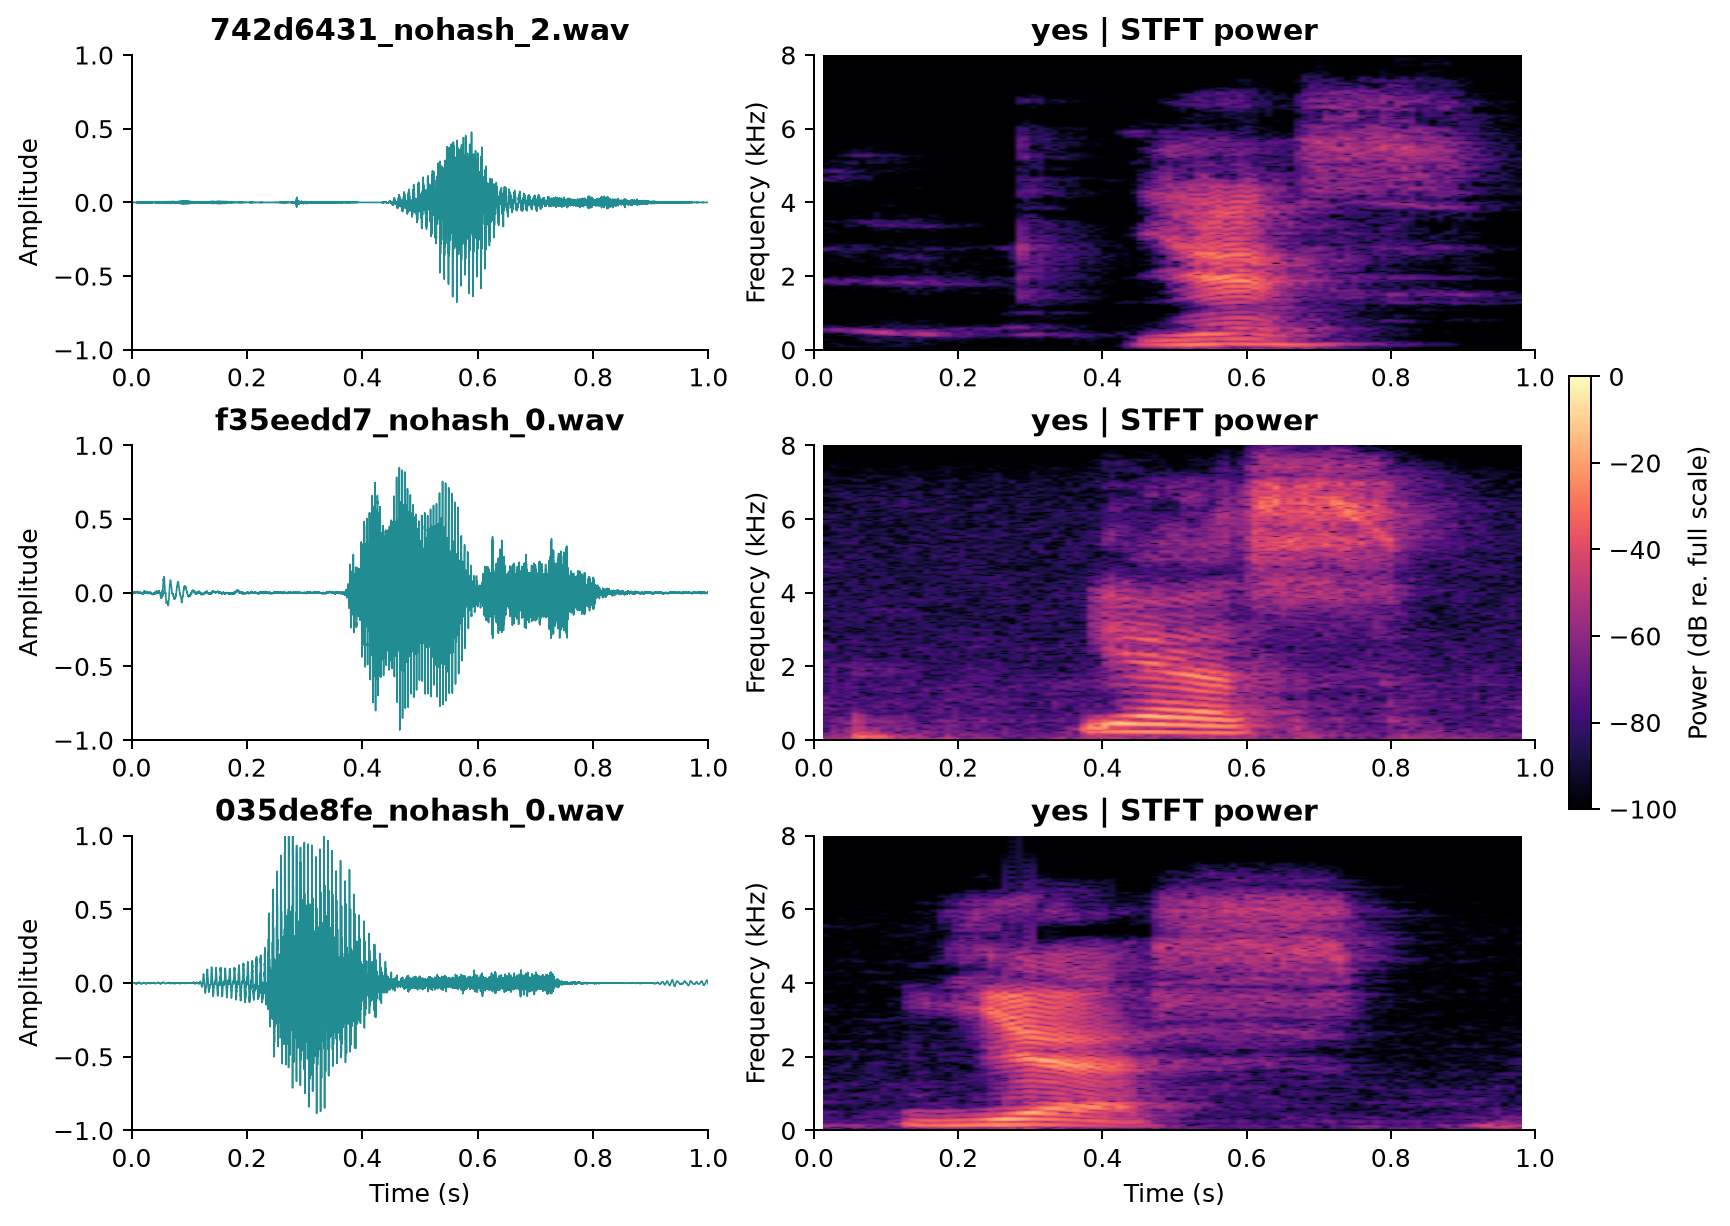 742d6431_nohash_2.wav
yes | STFT power
1.0
0.5
0.0
−0.5
−1.0
Amplitude
0.0 0.2 0.4 0.6 0.8 1.0
8
6
4
2
0
Frequency (kHz)
0.0 0.2 0.4 0.6 0.8 1.0
f35eedd7_nohash_0.wav
yes | STFT power
1.0
0.5
0.0
−0.5
−1.0
Amplitude
0.0 0.2 0.4 0.6 0.8 1.0
8
6
4
2
0
Frequency (kHz)
0.0 0.2 0.4 0.6 0.8 1.0
035de8fe_nohash_0.wav
yes | STFT power
1.0
0.5
0.0
−0.5
−1.0
Amplitude
0.0 0.2 0.4 0.6 0.8 1.0
Time (s)
8
6
4
2
0
Frequency (kHz)
0.0 0.2 0.4 0.6 0.8 1.0
Time (s)
0
−20
−40
−60
−80
−100
Power (dB re. full scale)